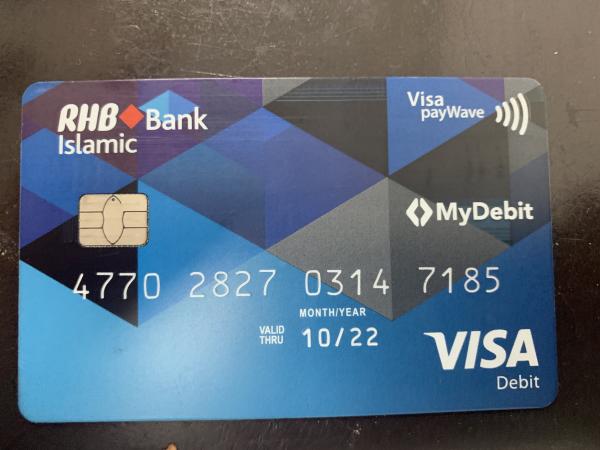 RHB Bank
Islamic
Visa
payWave
MyDebit
4770 2827 0314 7185
MONTH/YEAR
VALID
THRU 10/22
VISA
Debit